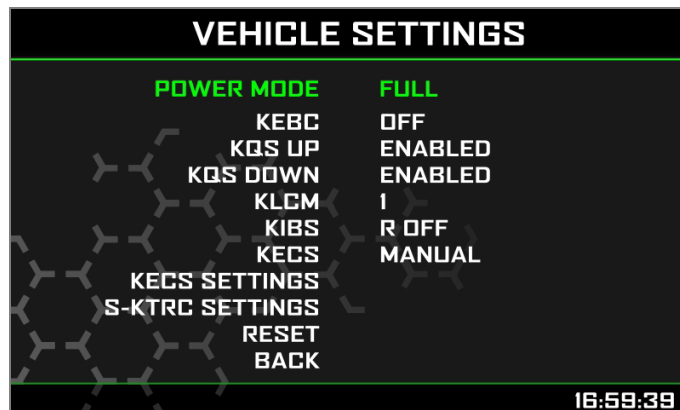 VEHICLE SETTINGS
POWER MODE FULL
KEBC OFF
KQS UP ENABLED
KQS DOWN ENABLED
KLCM 1
KIBS R OFF
KECS MANUAL
KECS SETTINGS
S-KTRC SETTINGS
RESET
BACK
16:59:39